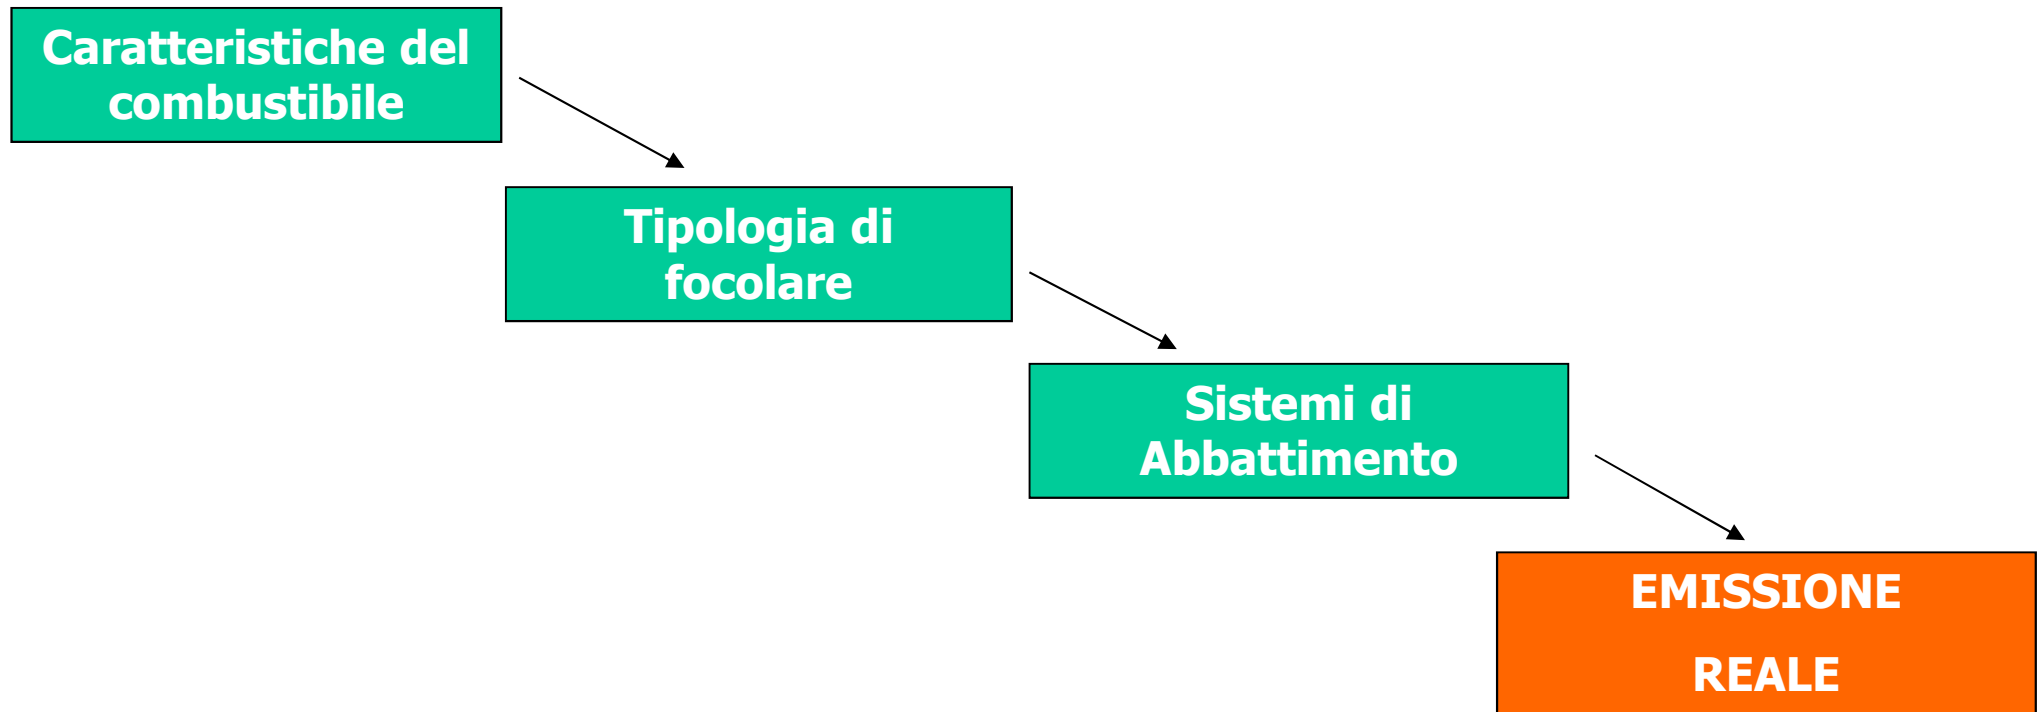 Caratteristiche del
combustibile
Tipologia di
focolare
Sistemi di
Abbattimento
EMISSIONE
REALE